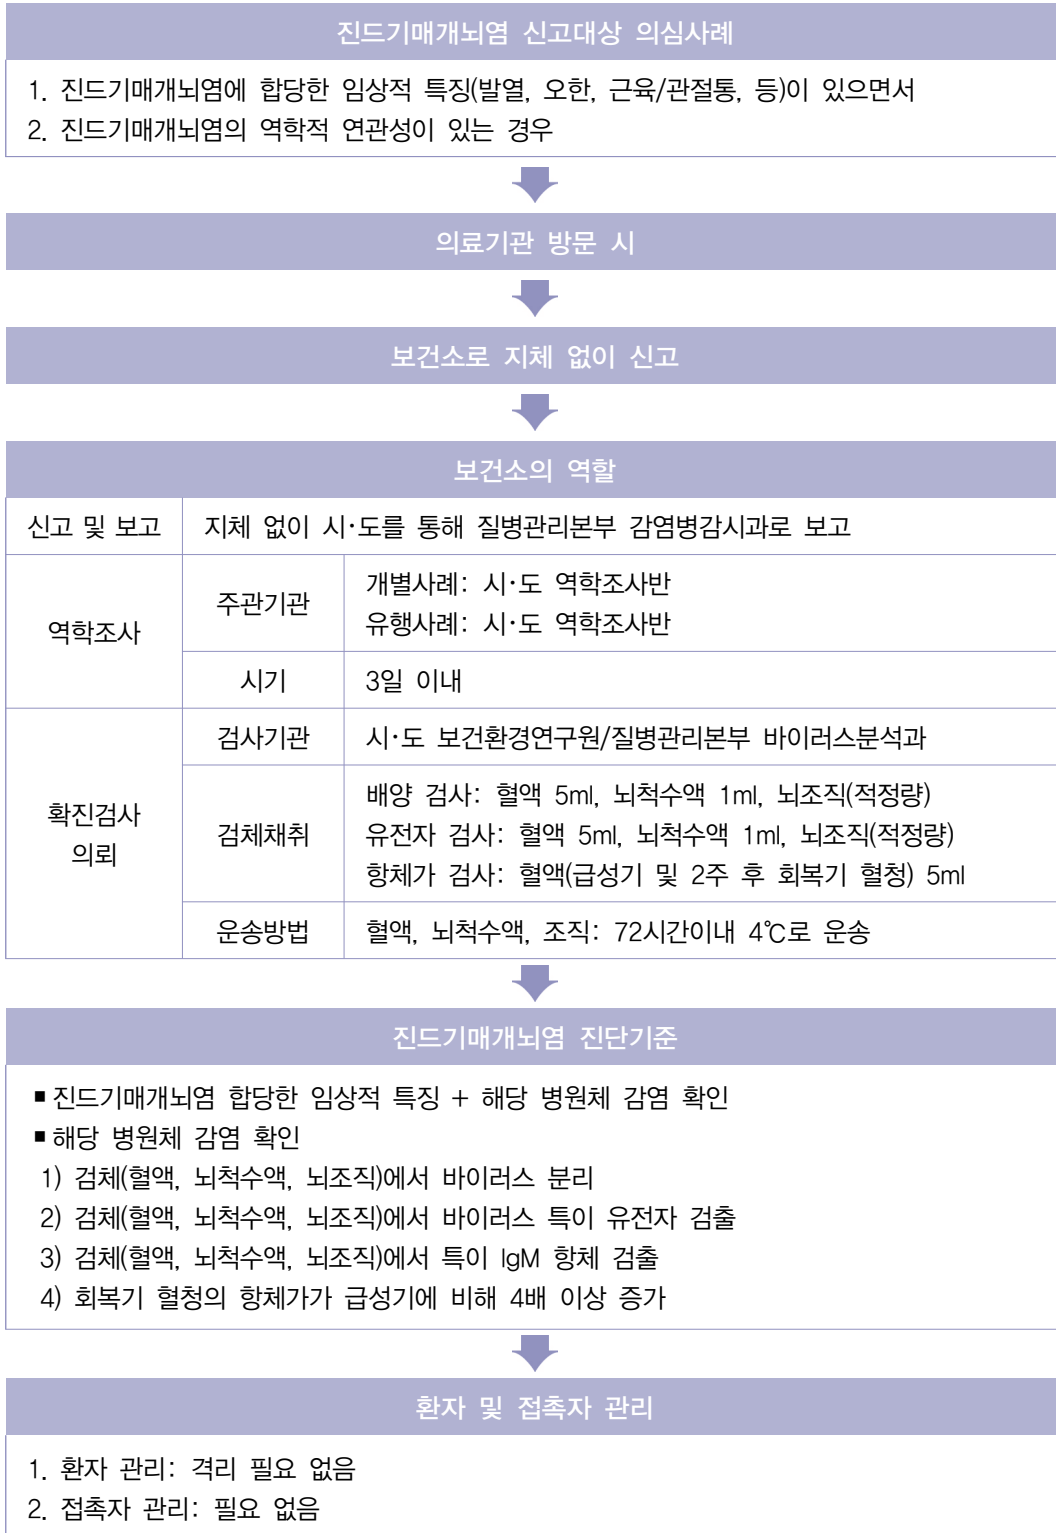 진드기매개뇌염 신고대상 의심사례
1. 진드기매개뇌염에 합당한 임상적 특징(발열, 오한, 근육/관절통, 등)이 있으면서
2. 진드기매개뇌염의 역학적 연관성이 있는 경우
의료기관 방문 시
보건소로 지체 없이 신고
보건소의 역할
신고 및 보고 지체 없이 시·도를 통해 질병관리본부 감염병감시과로 보고
역학조사
주관기관
개별사례: 시·도 역학조사반
유행사례: 시·도 역학조사반
시기 3일 이내
확진검사
의뢰
검사기관 시·도 보건환경연구원/질병관리본부 바이러스분석과
검체채취
배양 검사: 혈액 5ml, 뇌척수액 1ml, 뇌조직(적정량)
유전자 검사: 혈액 5ml, 뇌척수액 1ml, 뇌조직(적정량)
항체가 검사: 혈액(급성기 및 2주 후 회복기 혈청) 5ml
운송방법 혈액, 뇌척수액, 조직: 72시간이내 4℃로 운송
진드기매개뇌염 진단기준
■ 진드기매개뇌염 합당한 임상적 특징 + 해당 병원체 감염 확인
■ 해당 병원체 감염 확인
1) 검체(혈액, 뇌척수액, 뇌조직)에서 바이러스 분리
2) 검체(혈액, 뇌척수액, 뇌조직)에서 바이러스 특이 유전자 검출
3) 검체(혈액, 뇌척수액, 뇌조직)에서 특이 IgM 항체 검출
4) 회복기 혈청의 항체가가 급성기에 비해 4배 이상 증가
환자 및 접촉자 관리
1. 환자 관리: 격리 필요 없음
2. 접촉자 관리: 필요 없음